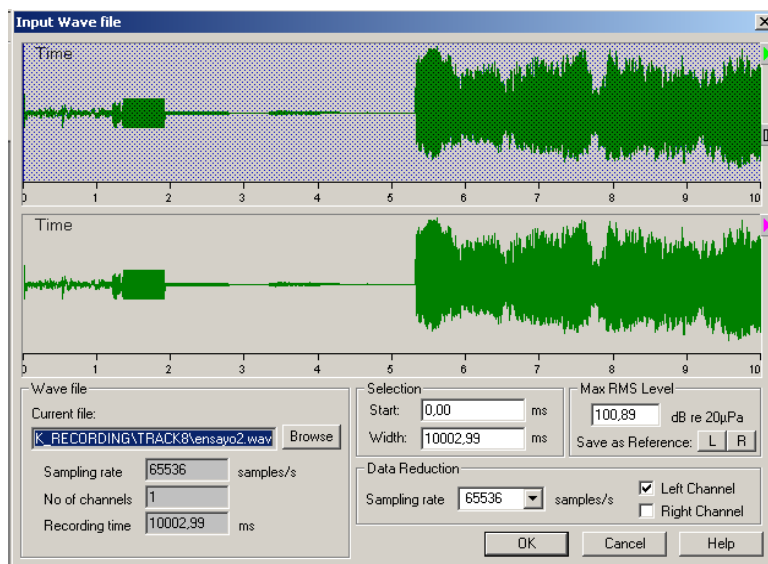 Input Wave file
Time
0 1 2 3 4 5 6 7 8 9 10
Time
0 1 2 3 4 5 6 7 8 9 10
Wave file
Current file:
K_RECORDING\TRACK8\ensayo2.wav Browse
Sampling rate 65536 samples/s
No of channels 1
Recording time 10002,99 ms
Selection
Start: 0,00 ms
Width: 10002,99 ms
Max RMS Level
100,89 dB re 20µPa
Save as Reference: L R
Data Reduction
Sampling rate 65536 samples/s
Left Channel
Right Channel
OK Cancel Help